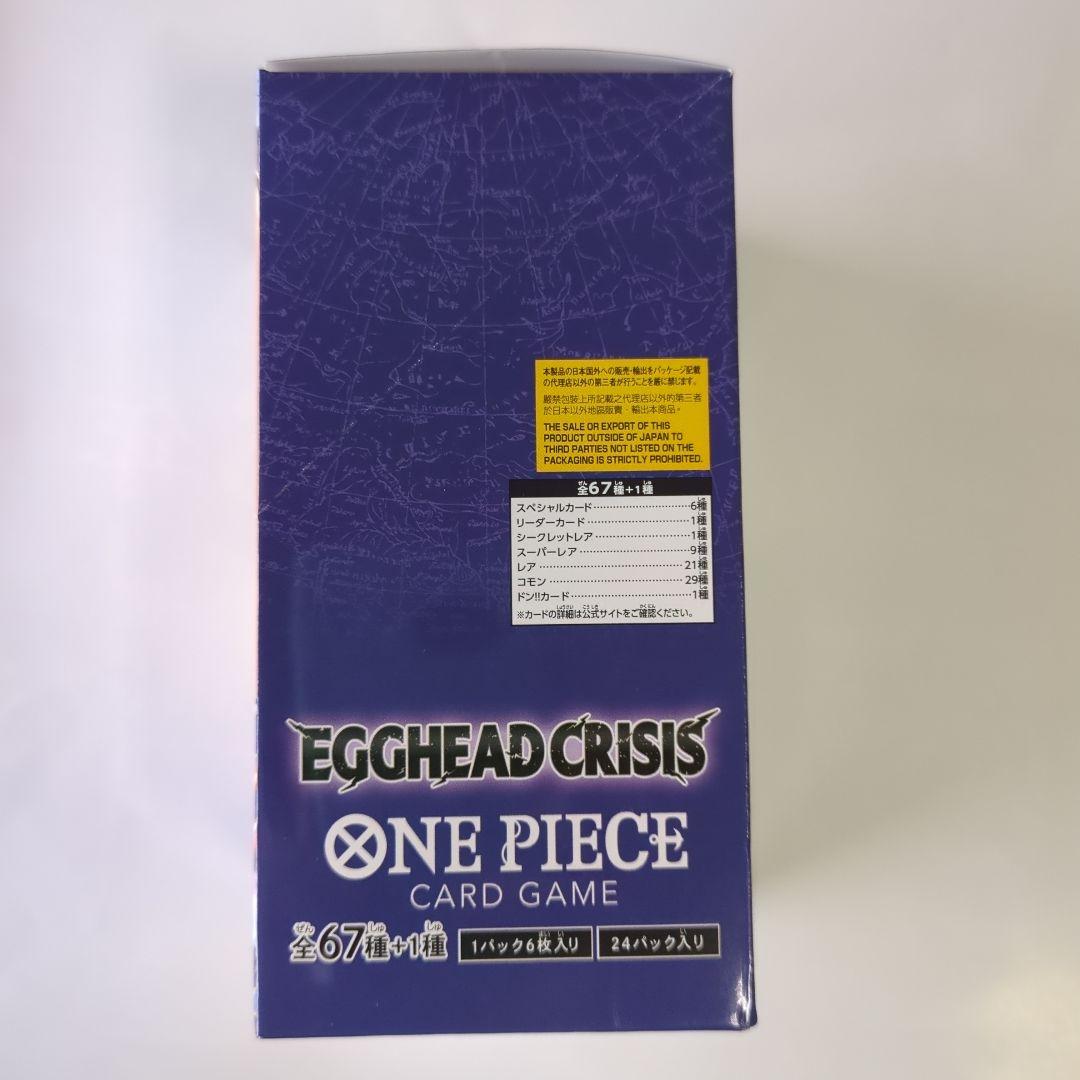 本製品の日本国外への販売・輸出をパッケージ記載
の代理店以外の第三者が行うことを厳に禁じます。
嚴禁包裝上所記載之代理店以外的第三者
於日本以外地區販賣・輸出本商品。
THE SALE OR EXPORT OF THIS
PRODUCT OUTSIDE OF JAPAN TO
THIRD PARTIES NOT LISTED ON THE
PACKAGING IS STRICTLY PROHIBITED.
全67種+1種
スペシャルカード 6種
リーダーカード 1種
シークレットレア 1種
スーパーレア 9種
レア 21種
コモン 29種
ドン!!カード 1種
※カードの詳細は公式サイトをご確認ください。
EGGHEAD CRISIS
ONE PIECE
CARD GAME
全67種+1種 1パック6枚入り 24パック入り